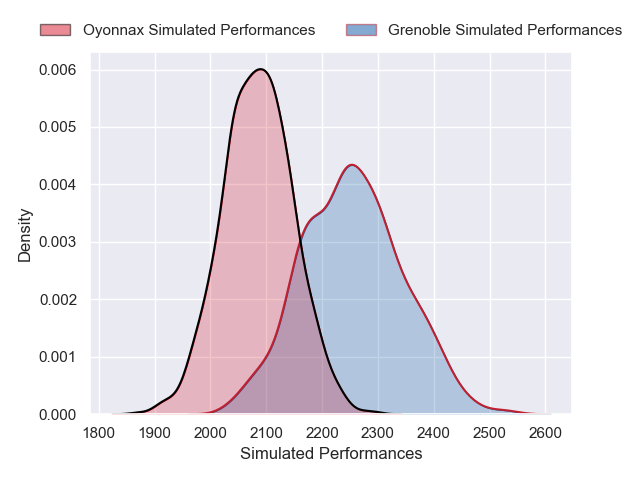 Oyonnax Simulated Performances
Grenoble Simulated Performances
0.006
0.005
0.004
0.003
0.002
0.001
0.000
Density
1800 1900 2000 2100 2200 2300 2400 2500 2600
Simulated Performances